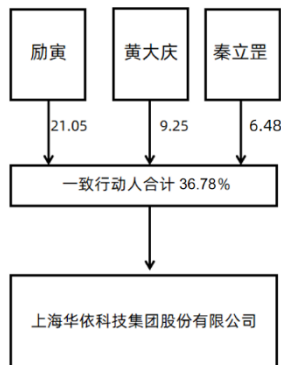 励寅
黄大庆
秦立罡
21.05
9.25
6.48
一致行动人合计 36.78%
上海华依科技集团股份有限公司